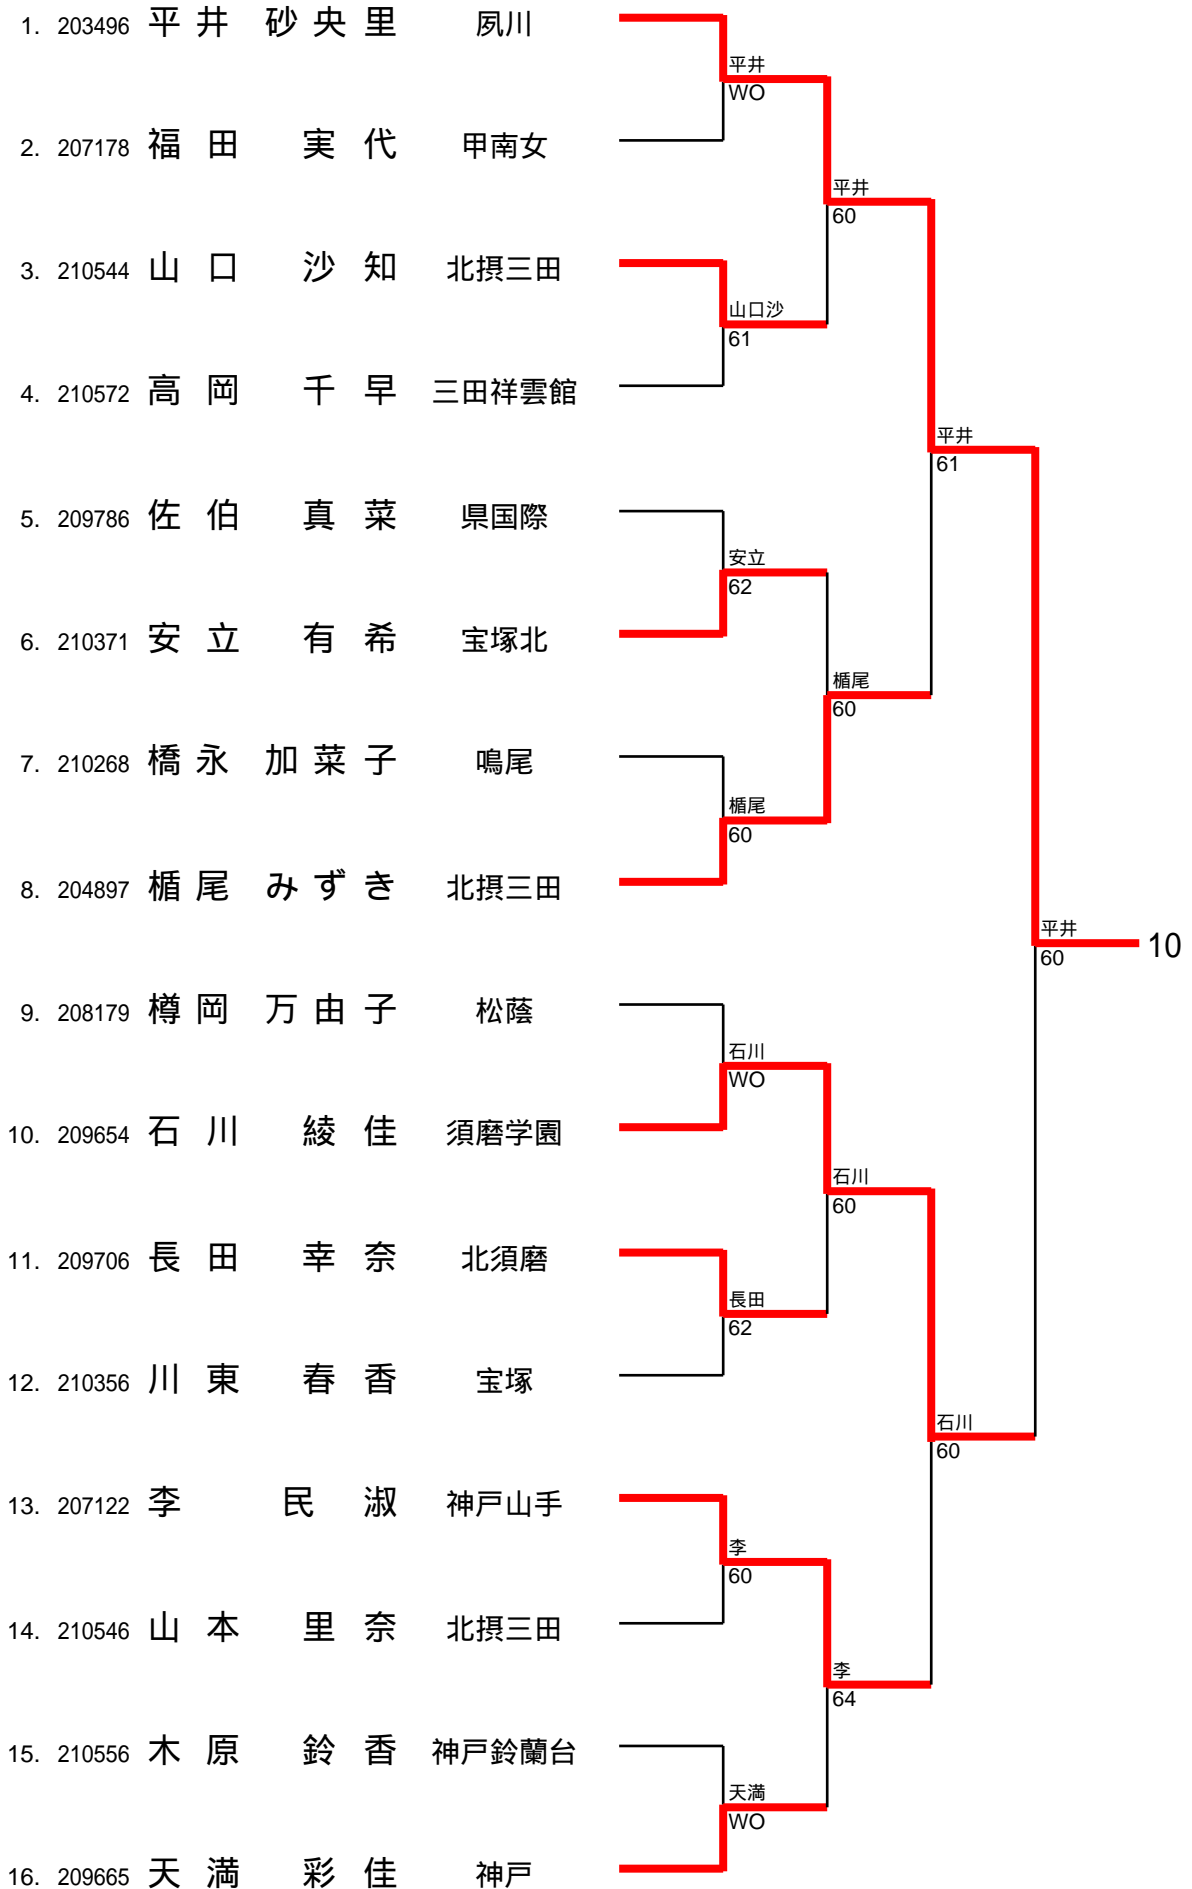 1. 203496 平井 砂央里 夙川
平井
WO
2. 207178 福田 実代 甲南女
平井
60
3. 210544 山口 沙知 北摂三田
山口沙
61
4. 210572 高岡 千早 三田祥雲館
平井
61
5. 209786 佐伯 真菜 県国際
安立
62
6. 210371 安立 有希 宝塚北
楯尾
60
7. 210268 橋永 加菜子 鳴尾
楯尾
60
8. 204897 楯尾 みずき 北摂三田
平井
60
10
9. 208179 樽岡 万由子 松蔭
石川
WO
10. 209654 石川 綾佳 須磨学園
石川
60
11. 209706 長田 幸奈 北須磨
長田
62
12. 210356 川東 春香 宝塚
石川
60
13. 207122 李 民淑 神戸山手
李
60
14. 210546 山本 里奈 北摂三田
李
64
15. 210556 木原 鈴香 神戸鈴蘭台
天満
WO
16. 209665 天満 彩佳 神戸